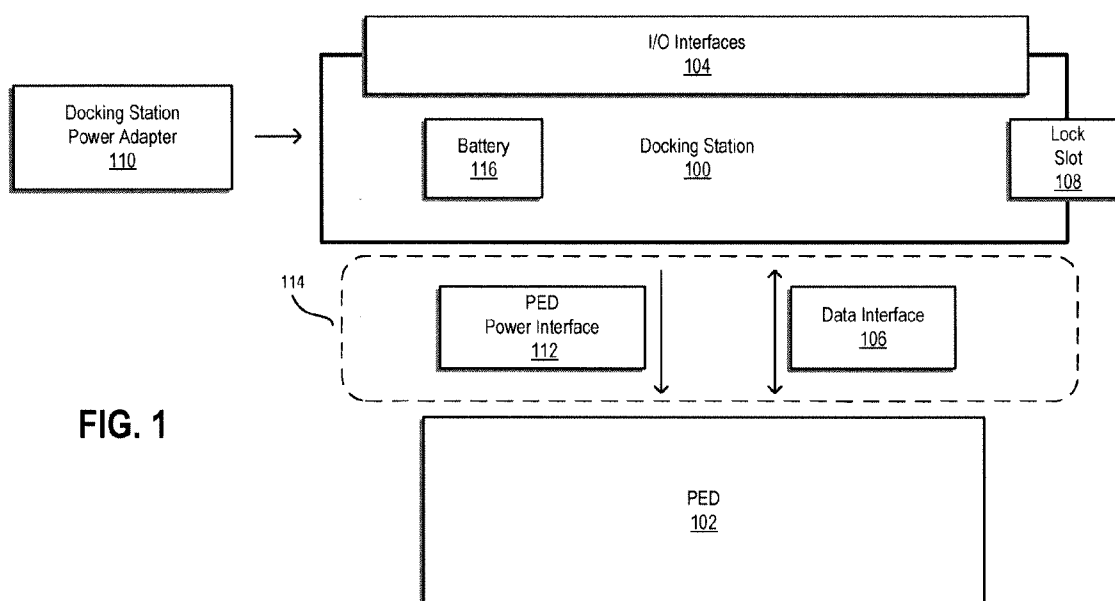 I/O Interfaces
104
Docking Station
Power Adapter
110
Battery
116
Docking Station
100
Lock
Slot
108
114
PED
Power Interface
112
Data Interface
106
FIG. 1
PED
102